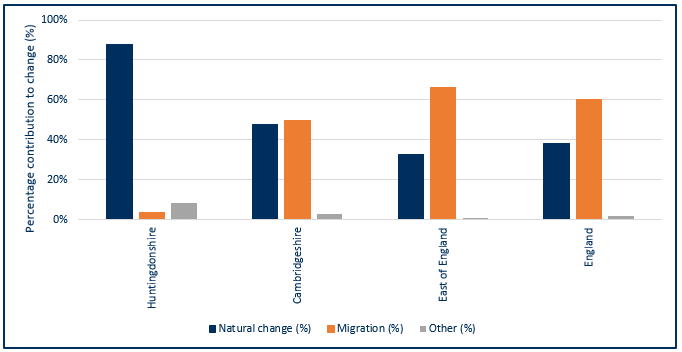 Percentage contribution to change (%)
100%
80%
60%
40%
20%
0%
Huntingdonshire
Cambridgeshire
East of England
England
Natural change (%)
Migration (%)
Other (%)